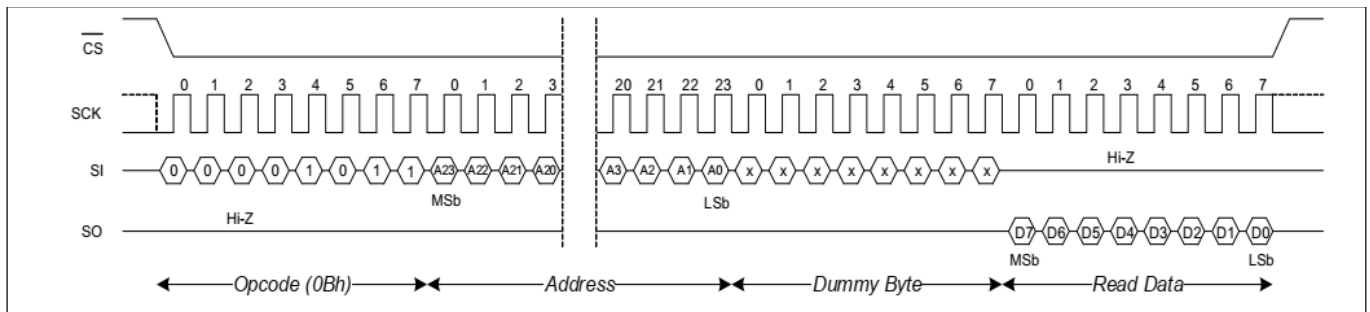 CS
0 1 2 3 4 5 6 7 0 1 2 3 20 21 22 23 0 1 2 3 4 5 6 7 0 1 2 3 4 5 6 7
SCK
SI 0 0 0 0 1 0 1 1 A23 A22 A21 A20 A3 A2 A1 A0 x x x x x x x x Hi-Z
MSb LSb
Hi-Z
SO D7 D6 D5 D4 D3 D2 D1 D0
MSb LSb
Opcode (0Bh) Address Dummy Byte Read Data